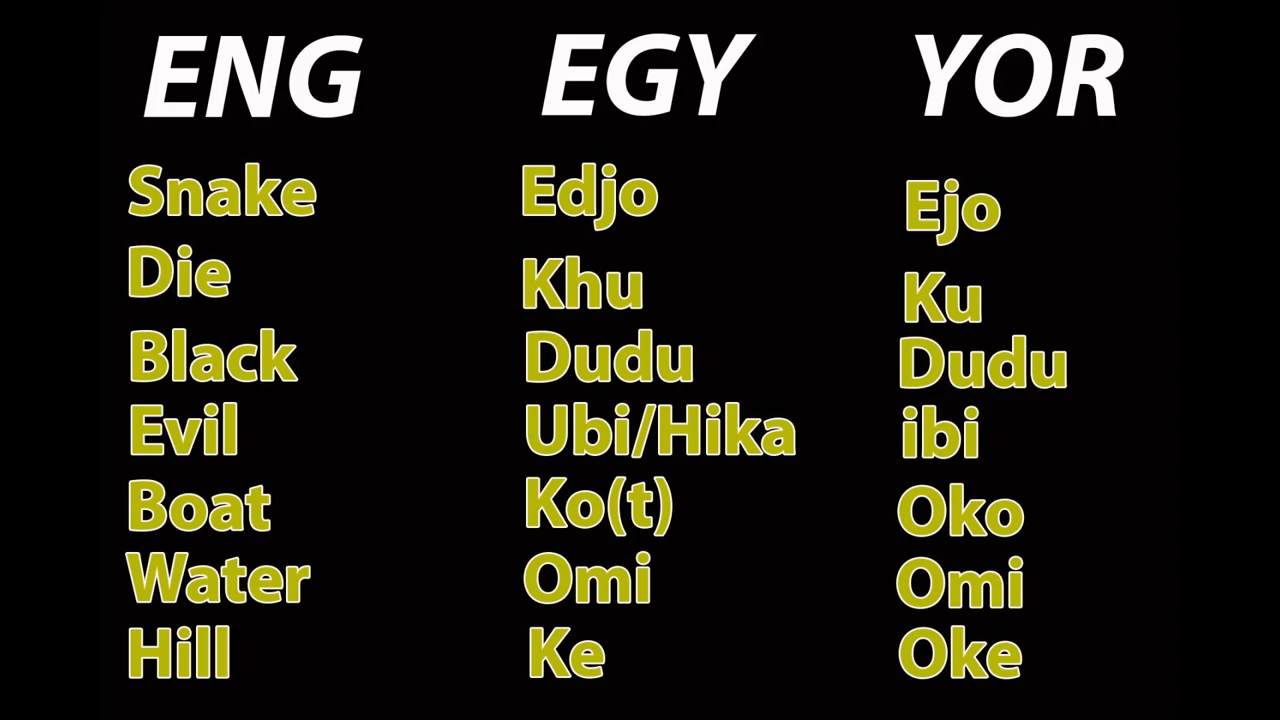 ENG EGY YOR
Snake Edjo Ejo
Die Khu Ku
Black Dudu Dudu
Evil Ubi/Hika ibi
Boat Ko(t) Oko
Water Omi Omi
Hill Ke Oke